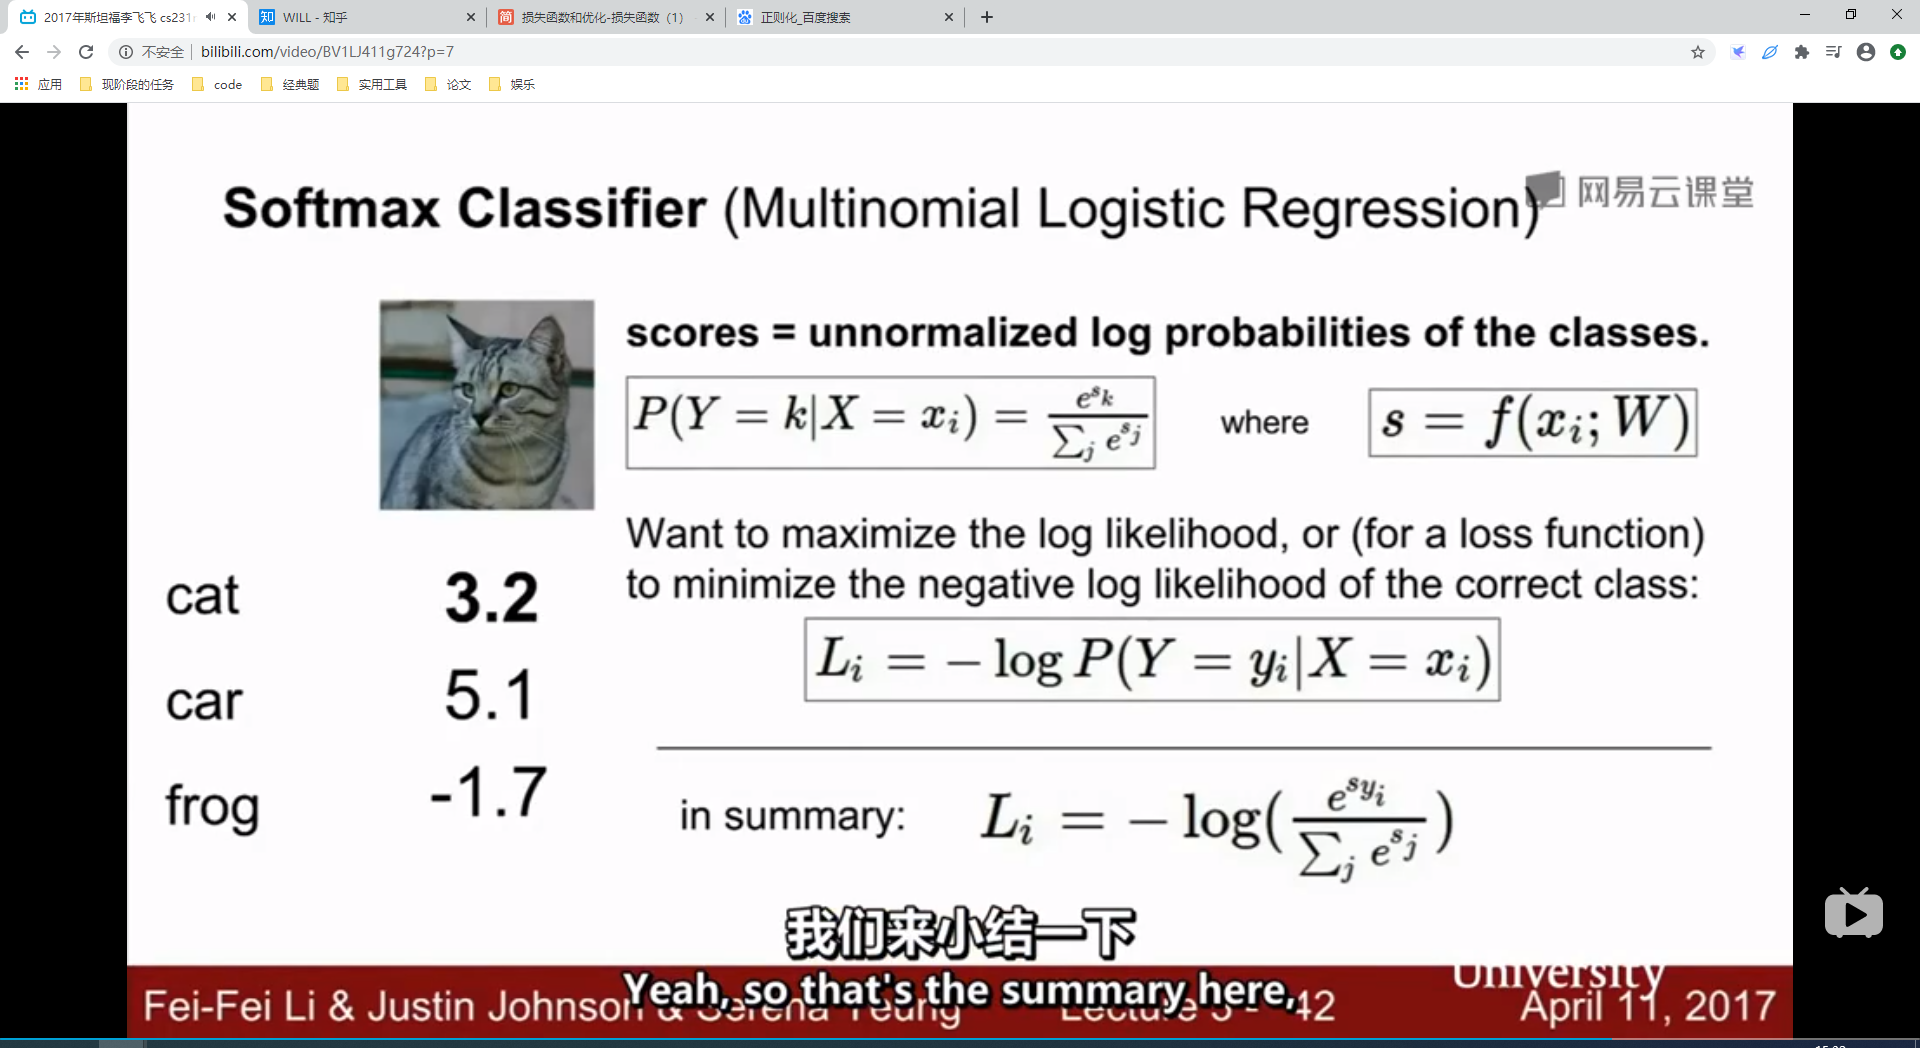 2017年斯坦福李飞飞 cs231n
WILL - 知乎
损失函数和优化-损失函数（1）
正则化_百度搜索
不安全
bilibili.com/video/BV1LJ411g724?p=7
应用
现阶段的任务
code
经典题
实用工具
论文
娱乐
Softmax Classifier (Multinomial Logistic Regression)
网易云课堂
scores = unnormalized log probabilities of the classes.
P(Y = k|X = x_i) = \frac{e^{s_k}}{\sum_j e^{s_j}} where s = f(x_i; W)
Want to maximize the log likelihood, or (for a loss function)
to minimize the negative log likelihood of the correct class:
L_i = -\log P(Y = y_i|X = x_i)
cat 3.2
car 5.1
frog -1.7
in summary: L_i = -\log(\frac{e^{s_{y_i}}}{\sum_j e^{s_j}})
我们来小结一下
Yeah, so that's the summary here,
Fei-Fei Li & Justin Johnson & Serena Yeung
Lecture 3 - 42
University
April 11, 2017